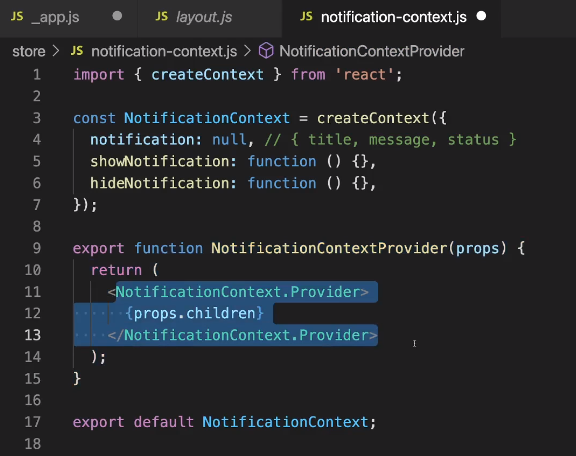 JS _app.js JS layout.js JS notification-context.js
store > JS notification-context.js > NotificationContextProvider
1 import { createContext } from 'react';
2
3 const NotificationContext = createContext({
4 notification: null, // { title, message, status }
5 showNotification: function () {},
6 hideNotification: function () {},
7 });
8
9 export function NotificationContextProvider(props) {
10 return (
11 <NotificationContext.Provider>
12 {props.children}
13 </NotificationContext.Provider>
14 );
15 }
16
17 export default NotificationContext;
18